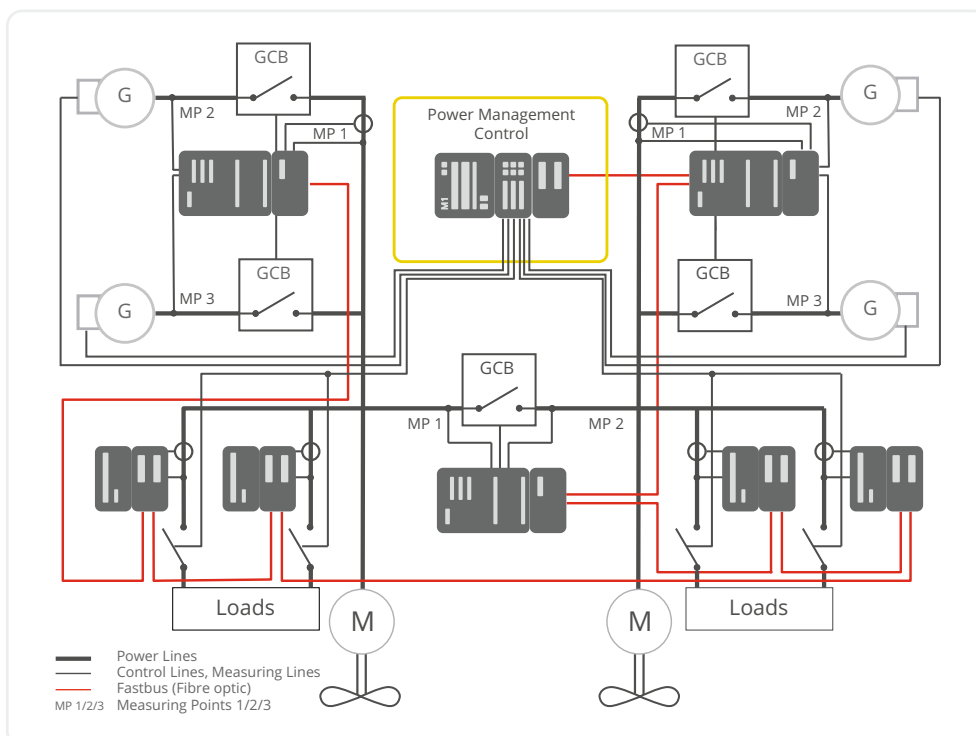 GCB
GCB
G
MP 2
MP 1
Power Management
Control
M1
MP 1
MP 2
G
GCB
GCB
G
MP 3
MP 3
G
GCB
MP 1
MP 2
Loads
M
M
Loads
Power Lines
Control Lines, Measuring Lines
Fastbus (Fibre optic)
MP 1/2/3 Measuring Points 1/2/3